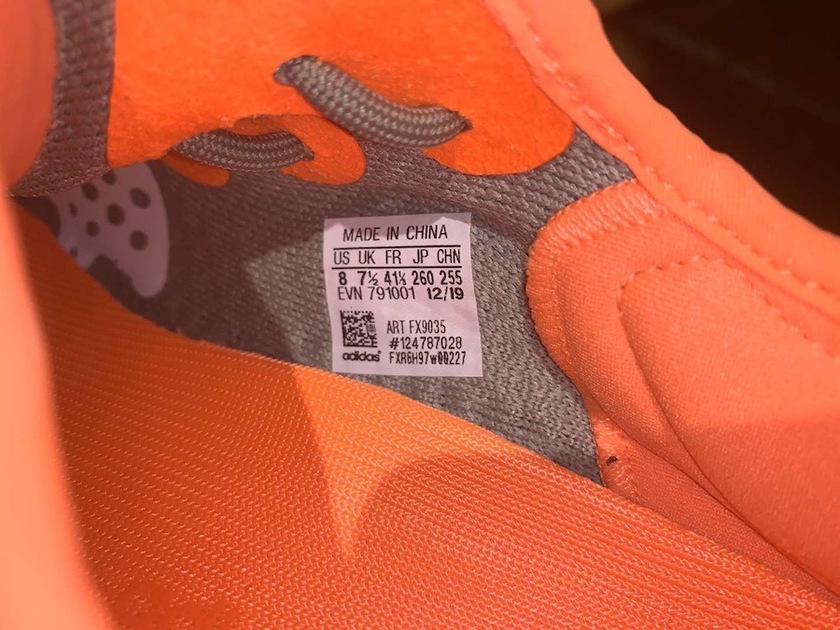 MADE IN CHINA
US UK FR JP CHN
8 7½ 41⅓ 260 255
EVN 791001 12/19
ART FX9035
#124787028
adidas® FXR6H97w00227